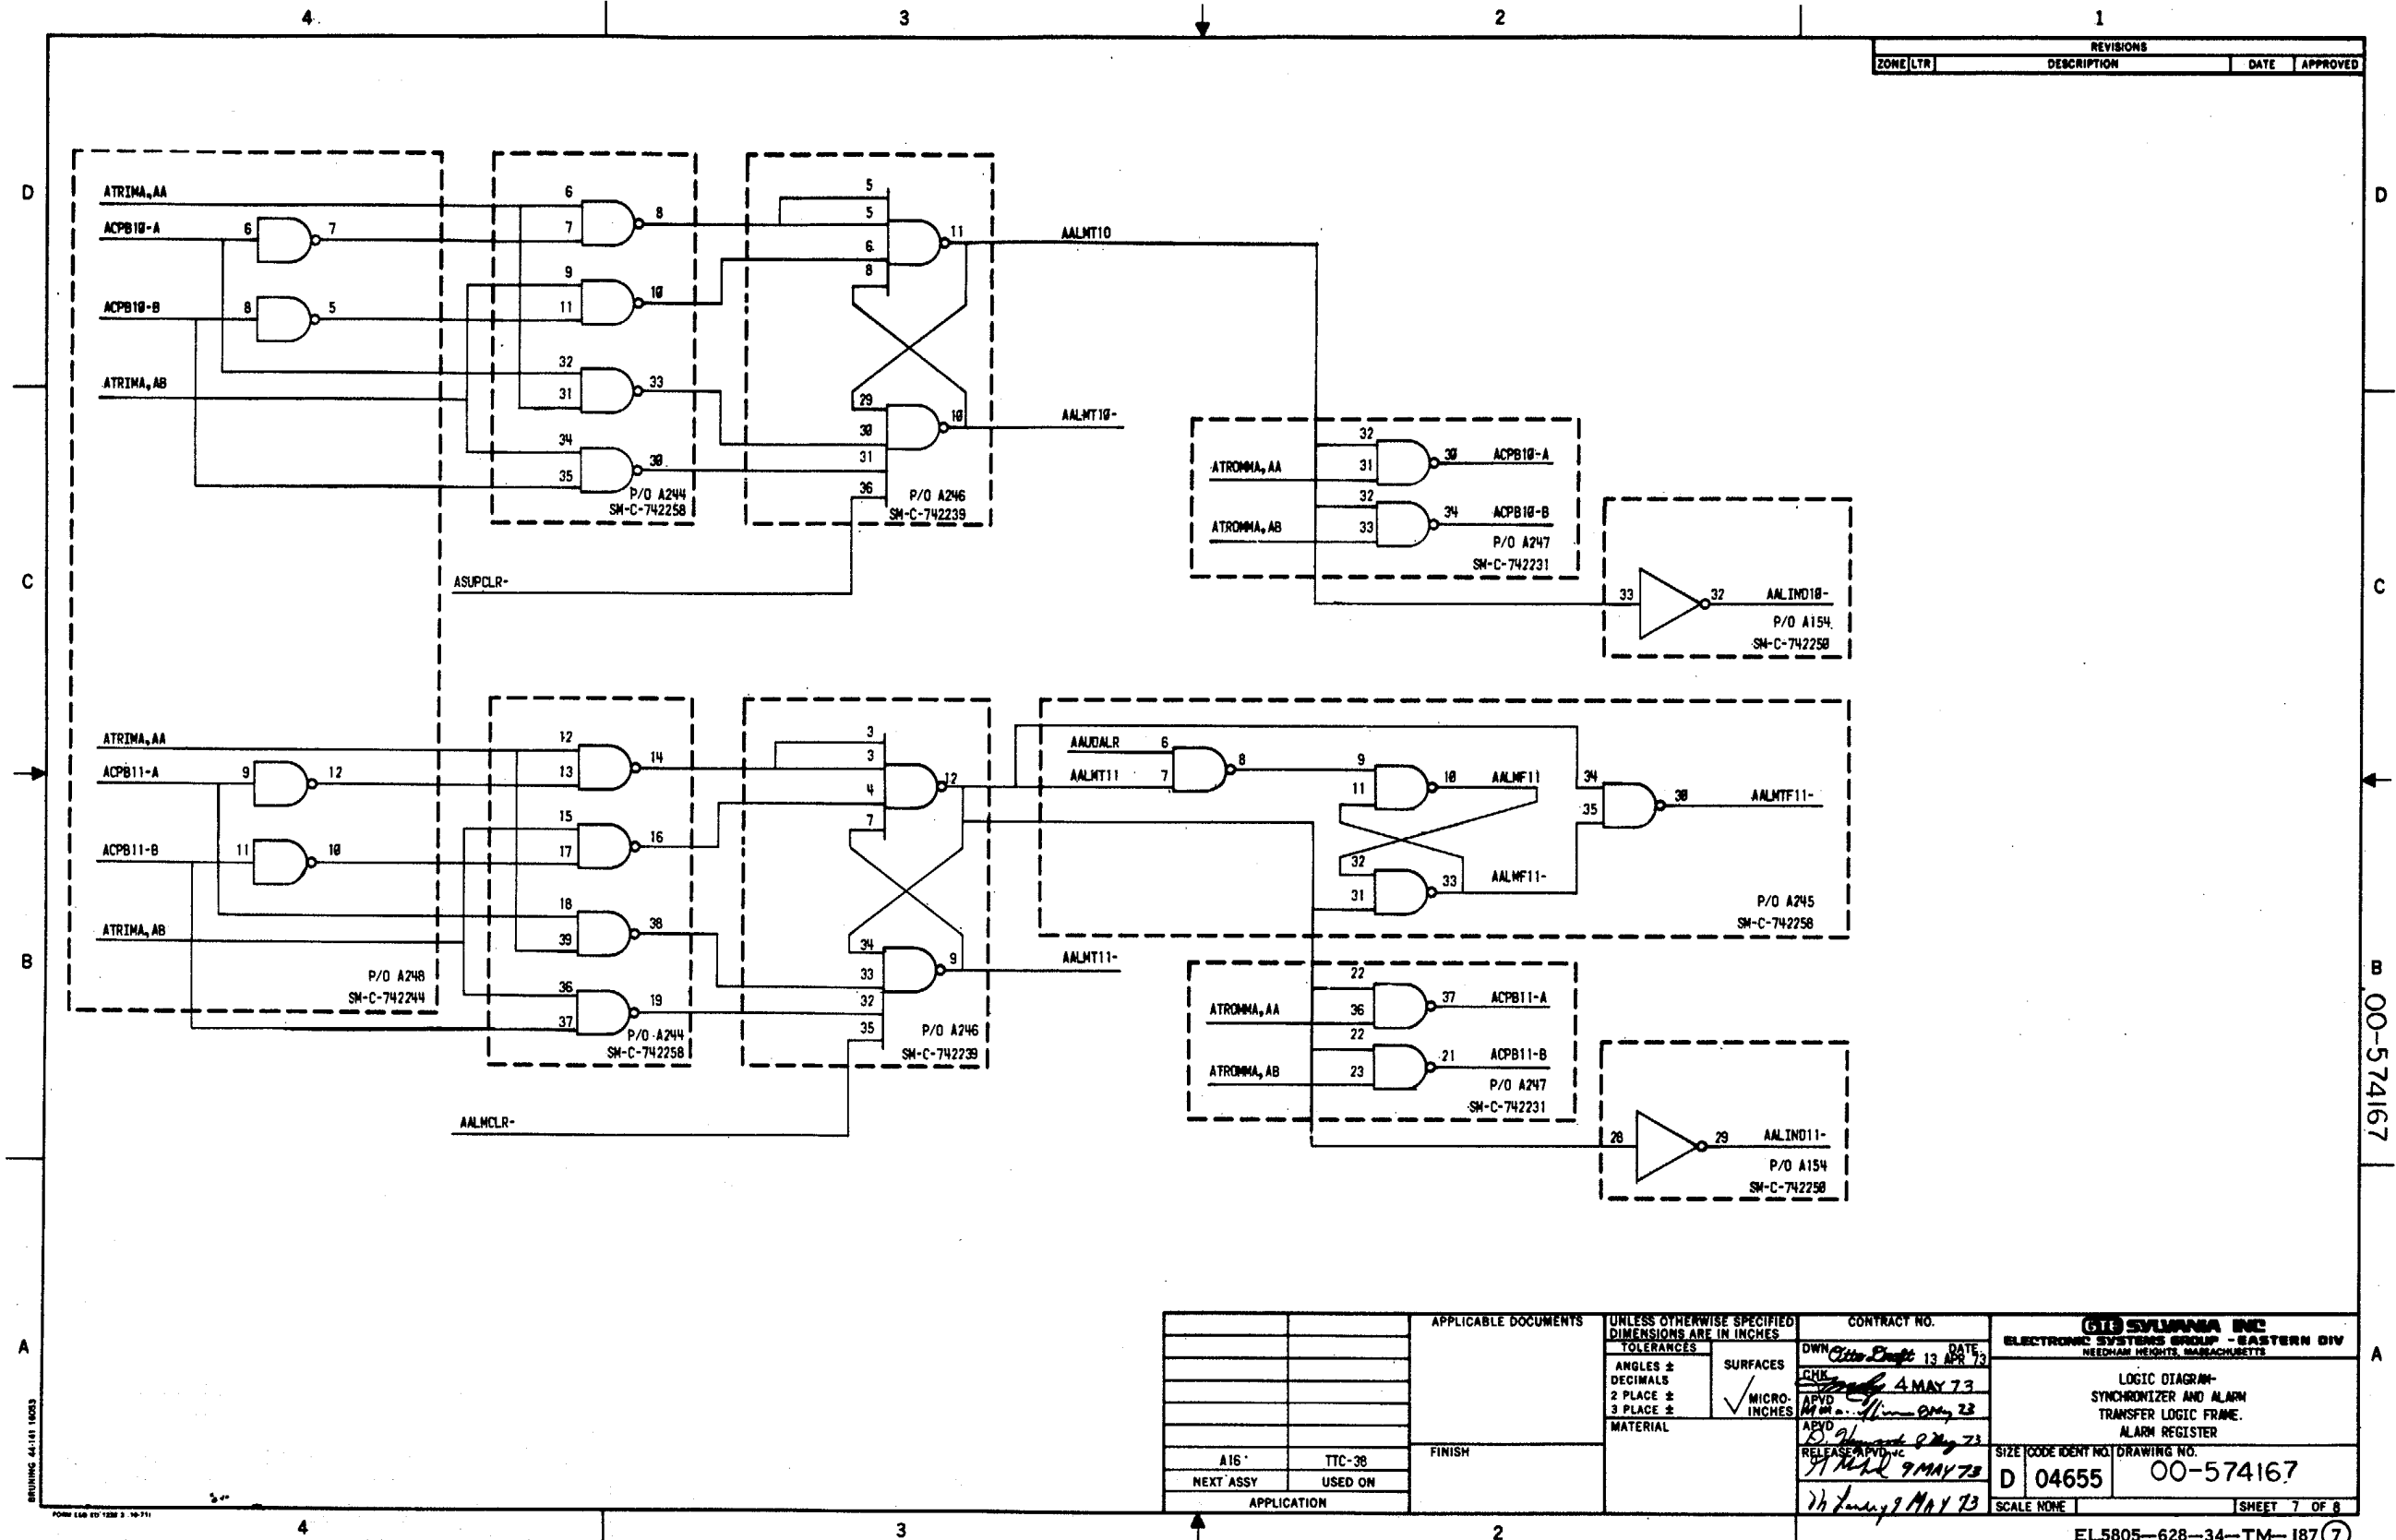 4 3 2 1
REVISIONS
ZONE LTR DESCRIPTION DATE APPROVED
D D
ATRIMA,AA
ACPB10-A
6 7
ACPB10-B
8 5
ATRIMA,AB
6 7 8
9 11 10
32 31 33
34 35 30
P/O A244
SM-C-742258
5 5 6 8 11
29 30 31 36 10
P/O A246
SM-C-742239
AALMT10
AALMT10-
ASUPCLR-
C C
32 31 30
ATROMMA,AA
ACPB10-A
32 33 34
ATROMMA,AB
ACPB10-B
P/O A247
SM-C-742231
33 32
AALIND10-
P/O A154
SM-C-742250
ATRIMA,AA
ACPB11-A
9 12
ACPB11-B
11 10
ATRIMA,AB
P/O A248
SM-C-742244
12 13 14
15 17 16
18 39 38
36 37 19
P/O A244
SM-C-742258
3 3 4 7 12
34 33 32 35 9
P/O A246
SM-C-742239
AALMT11-
AALMCLR-
AAUDALR
6
AALMT11
7 8
9 11 10
AALMF11
32 31 33
AALMF11-
34 35 30
AALMTF11-
P/O A245
SM-C-742258
B B
22 36 37
ATROMMA,AA
ACPB11-A
22 23 21
ATROMMA,AB
ACPB11-B
P/O A247
SM-C-742231
28 29
AALIND11-
P/O A154
SM-C-742250
00-574167
A A
APPLICABLE DOCUMENTS
UNLESS OTHERWISE SPECIFIED
DIMENSIONS ARE IN INCHES
TOLERANCES
ANGLES ±
DECIMALS
2 PLACE ±
3 PLACE ±
SURFACES
MICRO-
INCHES
MATERIAL
FINISH
CONTRACT NO.
DWN DATE
13 APR 73
CHK
4 MAY 73
APVD
APVD
RELEASE APVD
9 MAY 73
9 MAY 73
GTE SYLVANIA INC
ELECTRONIC SYSTEMS GROUP - EASTERN DIV
NEEDHAM HEIGHTS, MASSACHUSETTS
LOGIC DIAGRAM-
SYNCHRONIZER AND ALARM
TRANSFER LOGIC FRAME.
ALARM REGISTER
SIZE CODE IDENT NO. DRAWING NO.
D 04655 00-574167
SCALE NONE SHEET 7 OF 8
A16 TTC-38
NEXT ASSY USED ON
APPLICATION
BRUNING 44-141 16053
4 3 2
EL5805-628-34-TM-187(7)